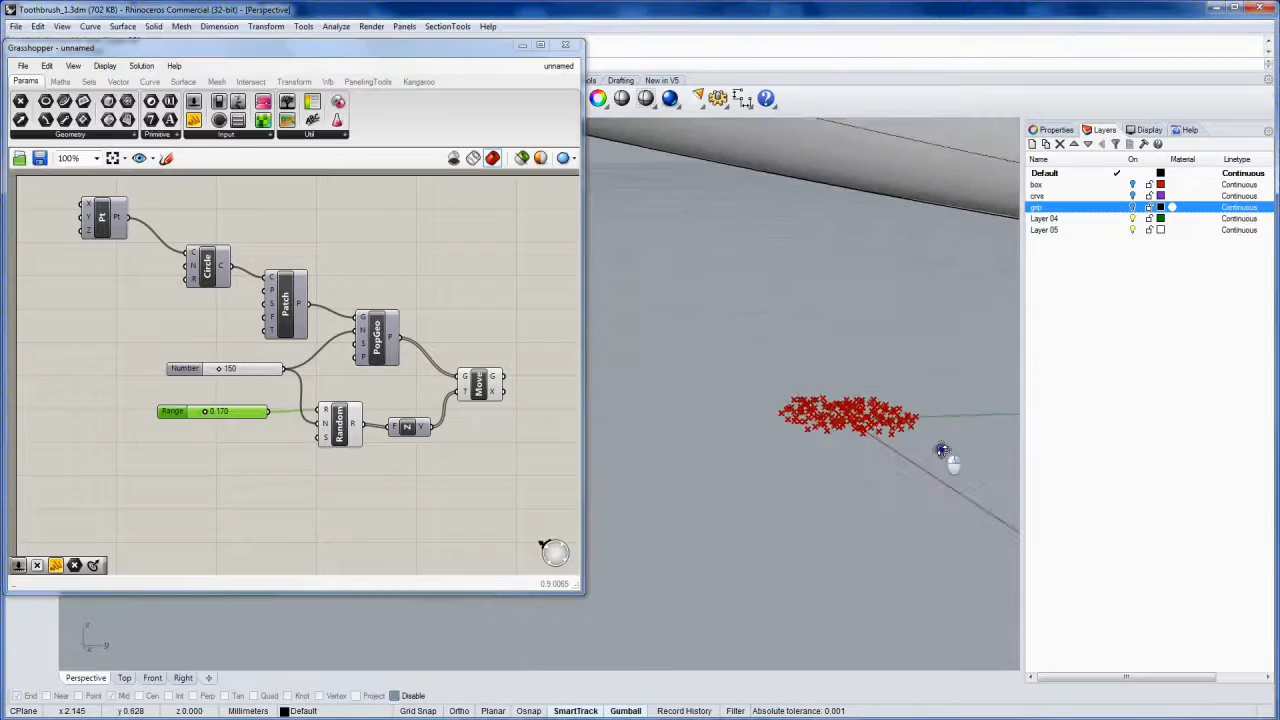 Toothbrush_1.3dm (702 KB) - Rhinoceros Commercial (32-bit) - [Perspective]
File Edit View Curve Surface Solid Mesh Dimension Transform Tools Analyze Render Panels SectionTools Help
Grasshopper - unnamed
File Edit View Display Solution Help unnamed
ols Drafting New in V5
Params Maths Sets Vector Curve Surface Mesh Intersect Transform Wb PanelingTools Kangaroo
Geometry Primitive Input Util
Properties Layers Display Help
100%
Name On Material Linetype
Default Continuous
box Continuous
crvs Continuous
grip Continuous
Layer 04 Continuous
Layer 05 Continuous
X Y Z Pt Pt
C N R Circle C
C P S F T Patch P
G N S P PopGeo P
Number 150
G T Move G X
Range 0.170
R N S Random R
F Z V
0.9.0065
z
x y
Perspective Top Front Right
End Near Point Mid Cen Int Perp Tan Quad Knot Vertex Project Disable
CPlane x 2.145 y 0.628 z 0.000 Millimeters Default Grid Snap Ortho Planar Osnap SmartTrack Gumball Record History Filter Absolute tolerance: 0.001